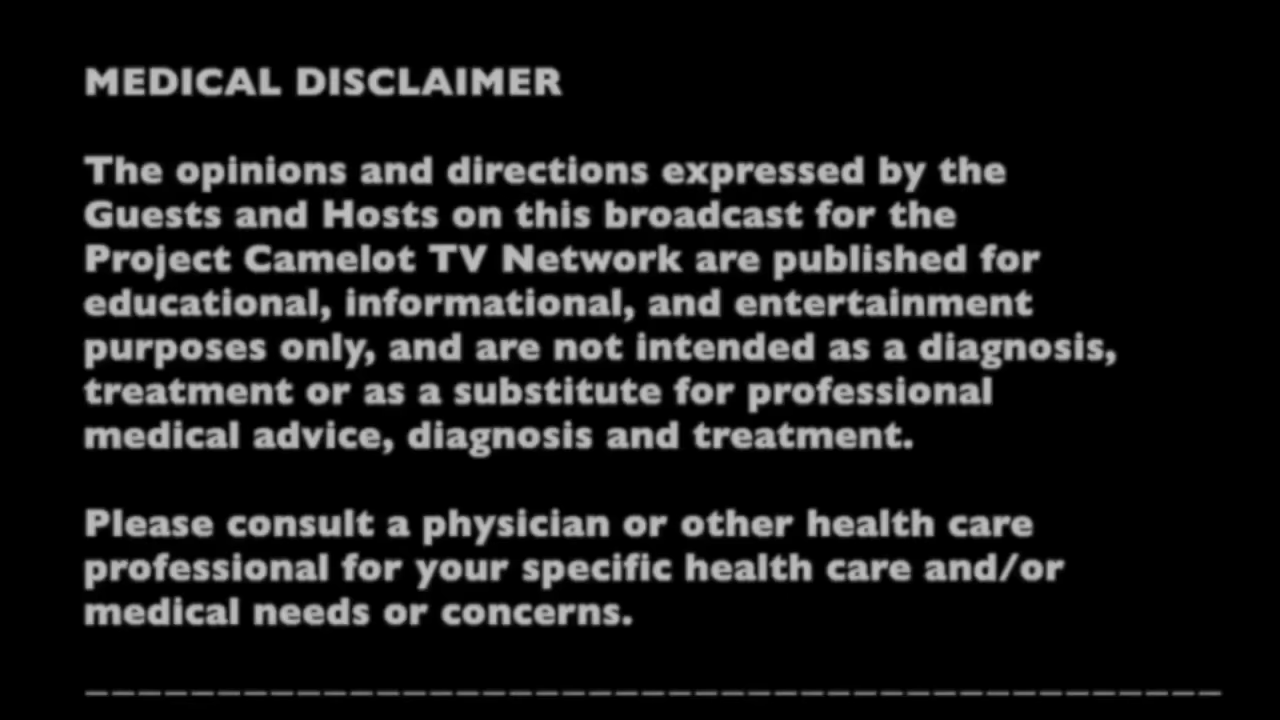 MEDICAL DISCLAIMER
The opinions and directions expressed by the
Guests and Hosts on this broadcast for the
Project Camelot TV Network are published for
educational, informational, and entertainment
purposes only, and are not intended as a diagnosis,
treatment or as a substitute for professional
medical advice, diagnosis and treatment.
Please consult a physician or other health care
professional for your specific health care and/or
medical needs or concerns.